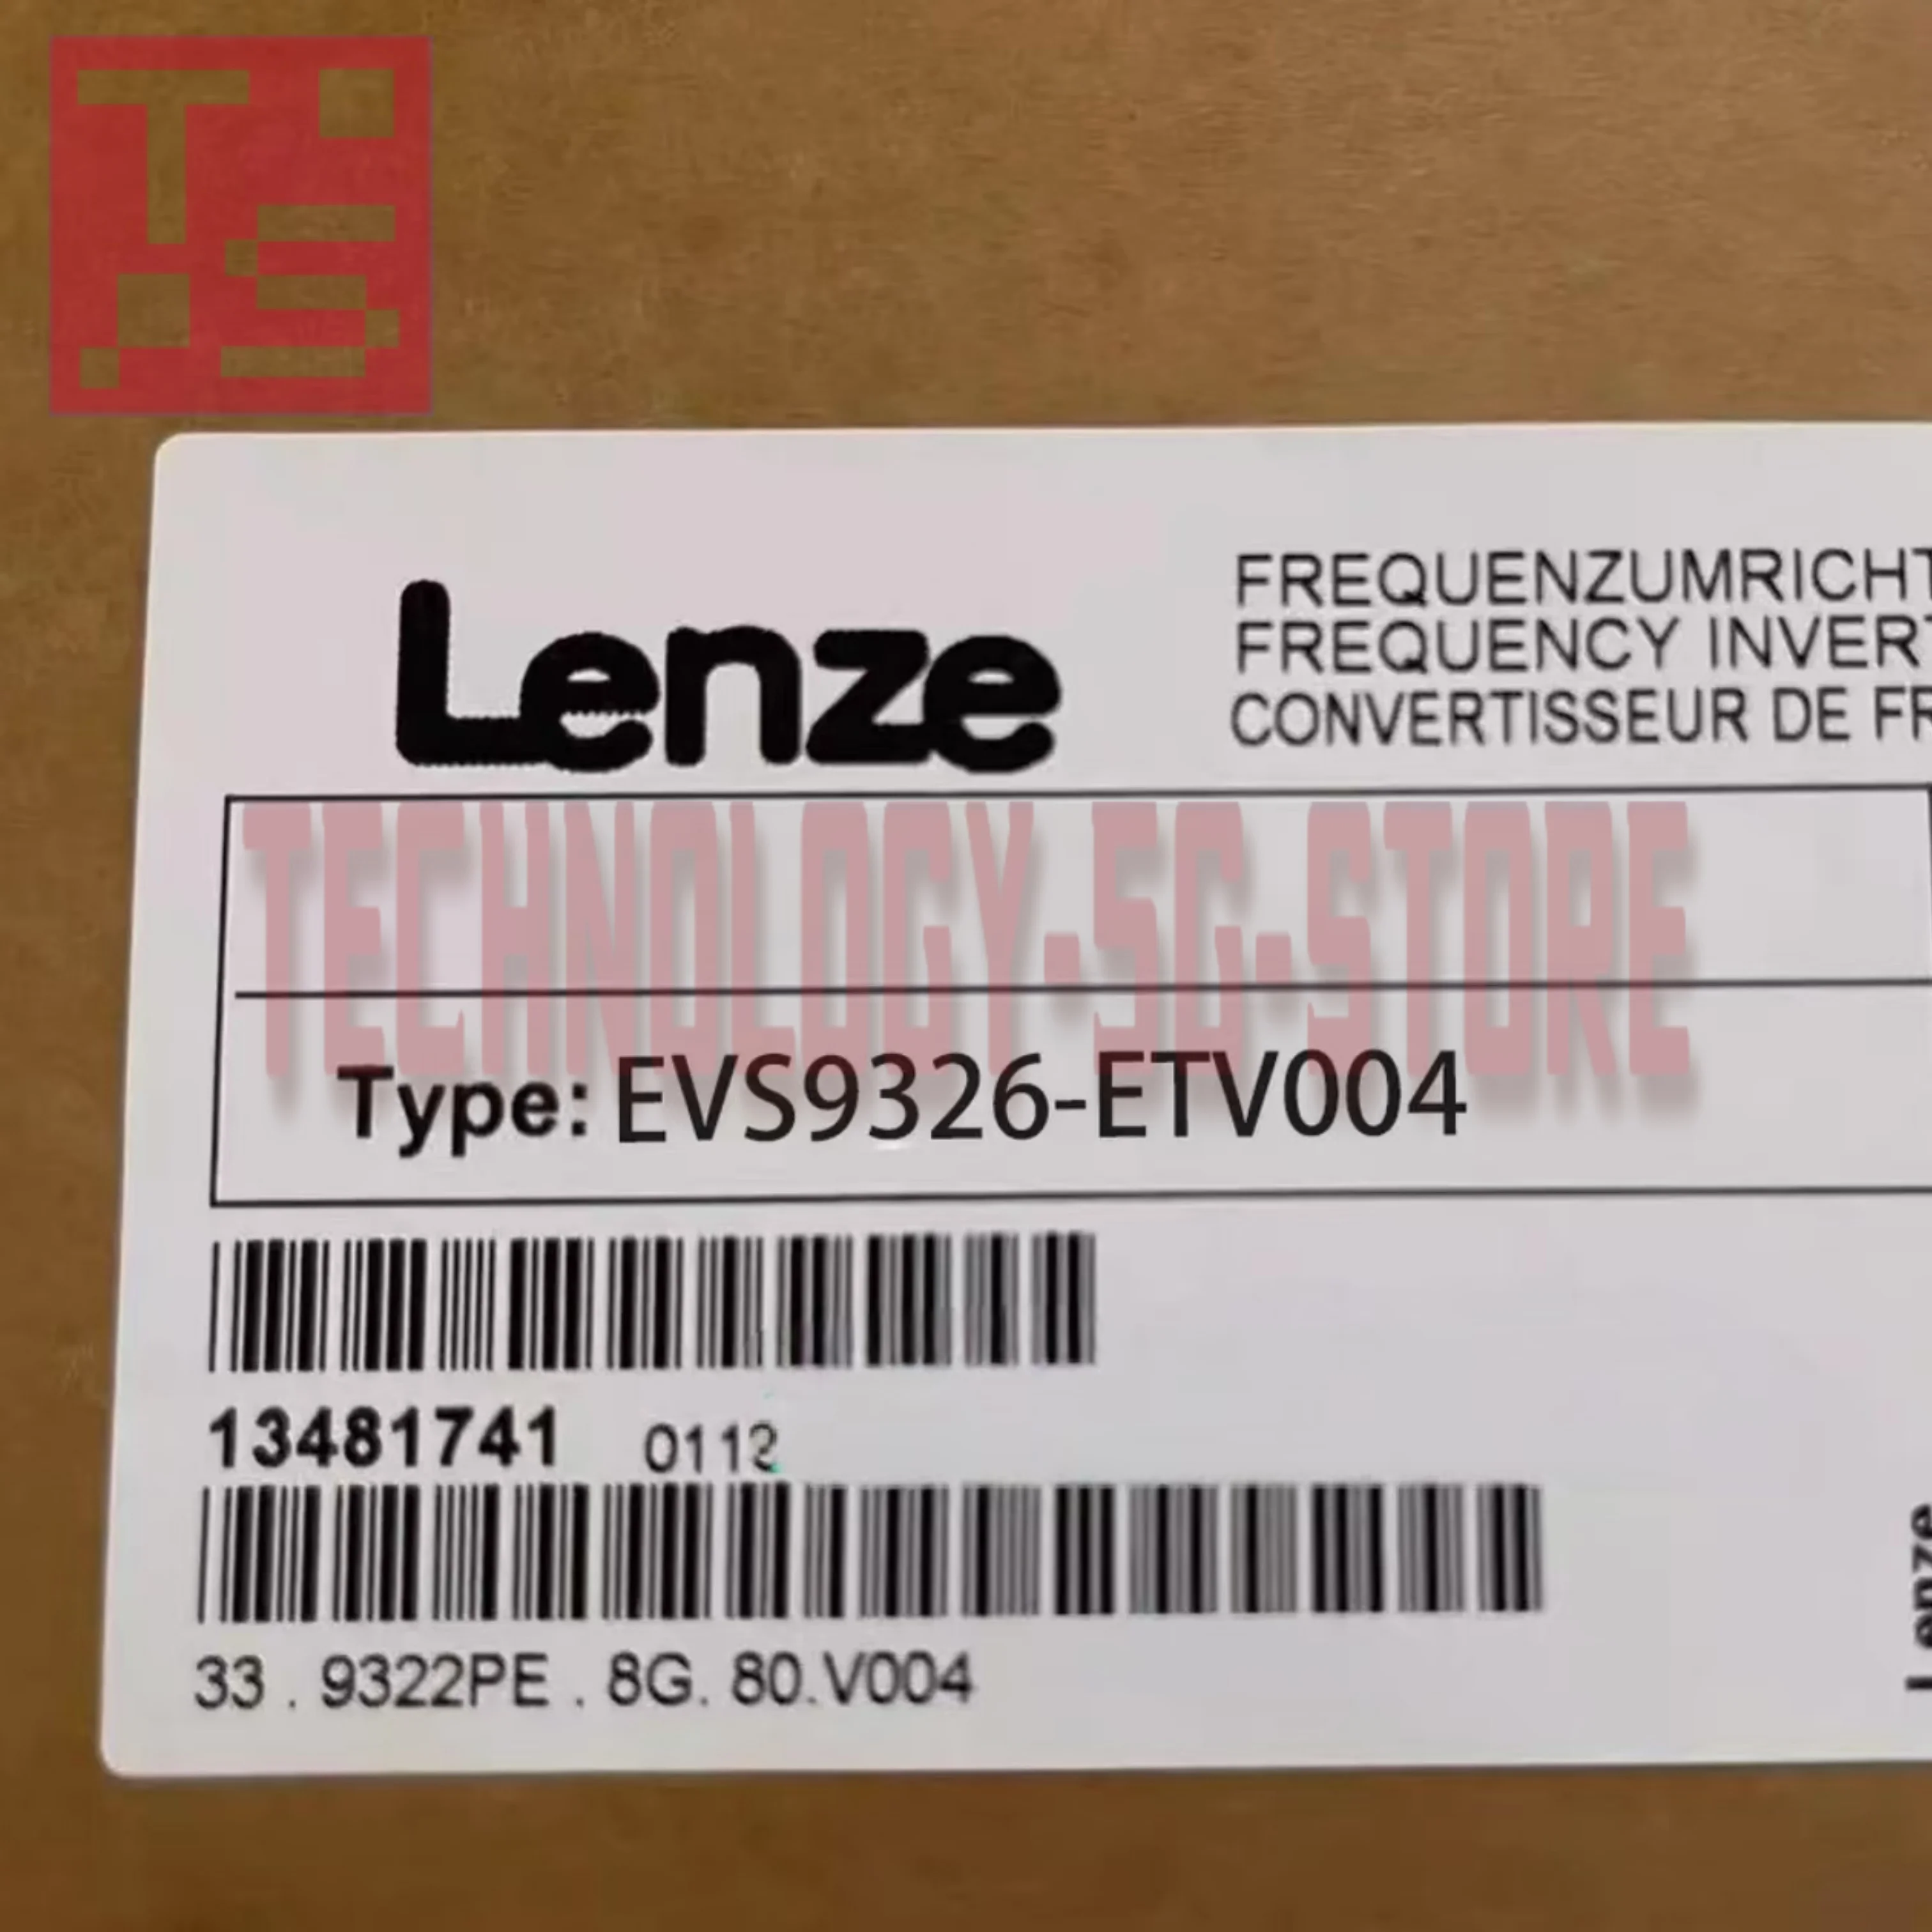 Lenze
FREQUENZUMRICHT
FREQUENCY INVERT
CONVERTISSEUR DE FR
TECHNOLOGY-5G-STORE
Type: EVS9326-ETV004
13481741 0112
33 . 9322PE . 8G. 80.V004
Lenze